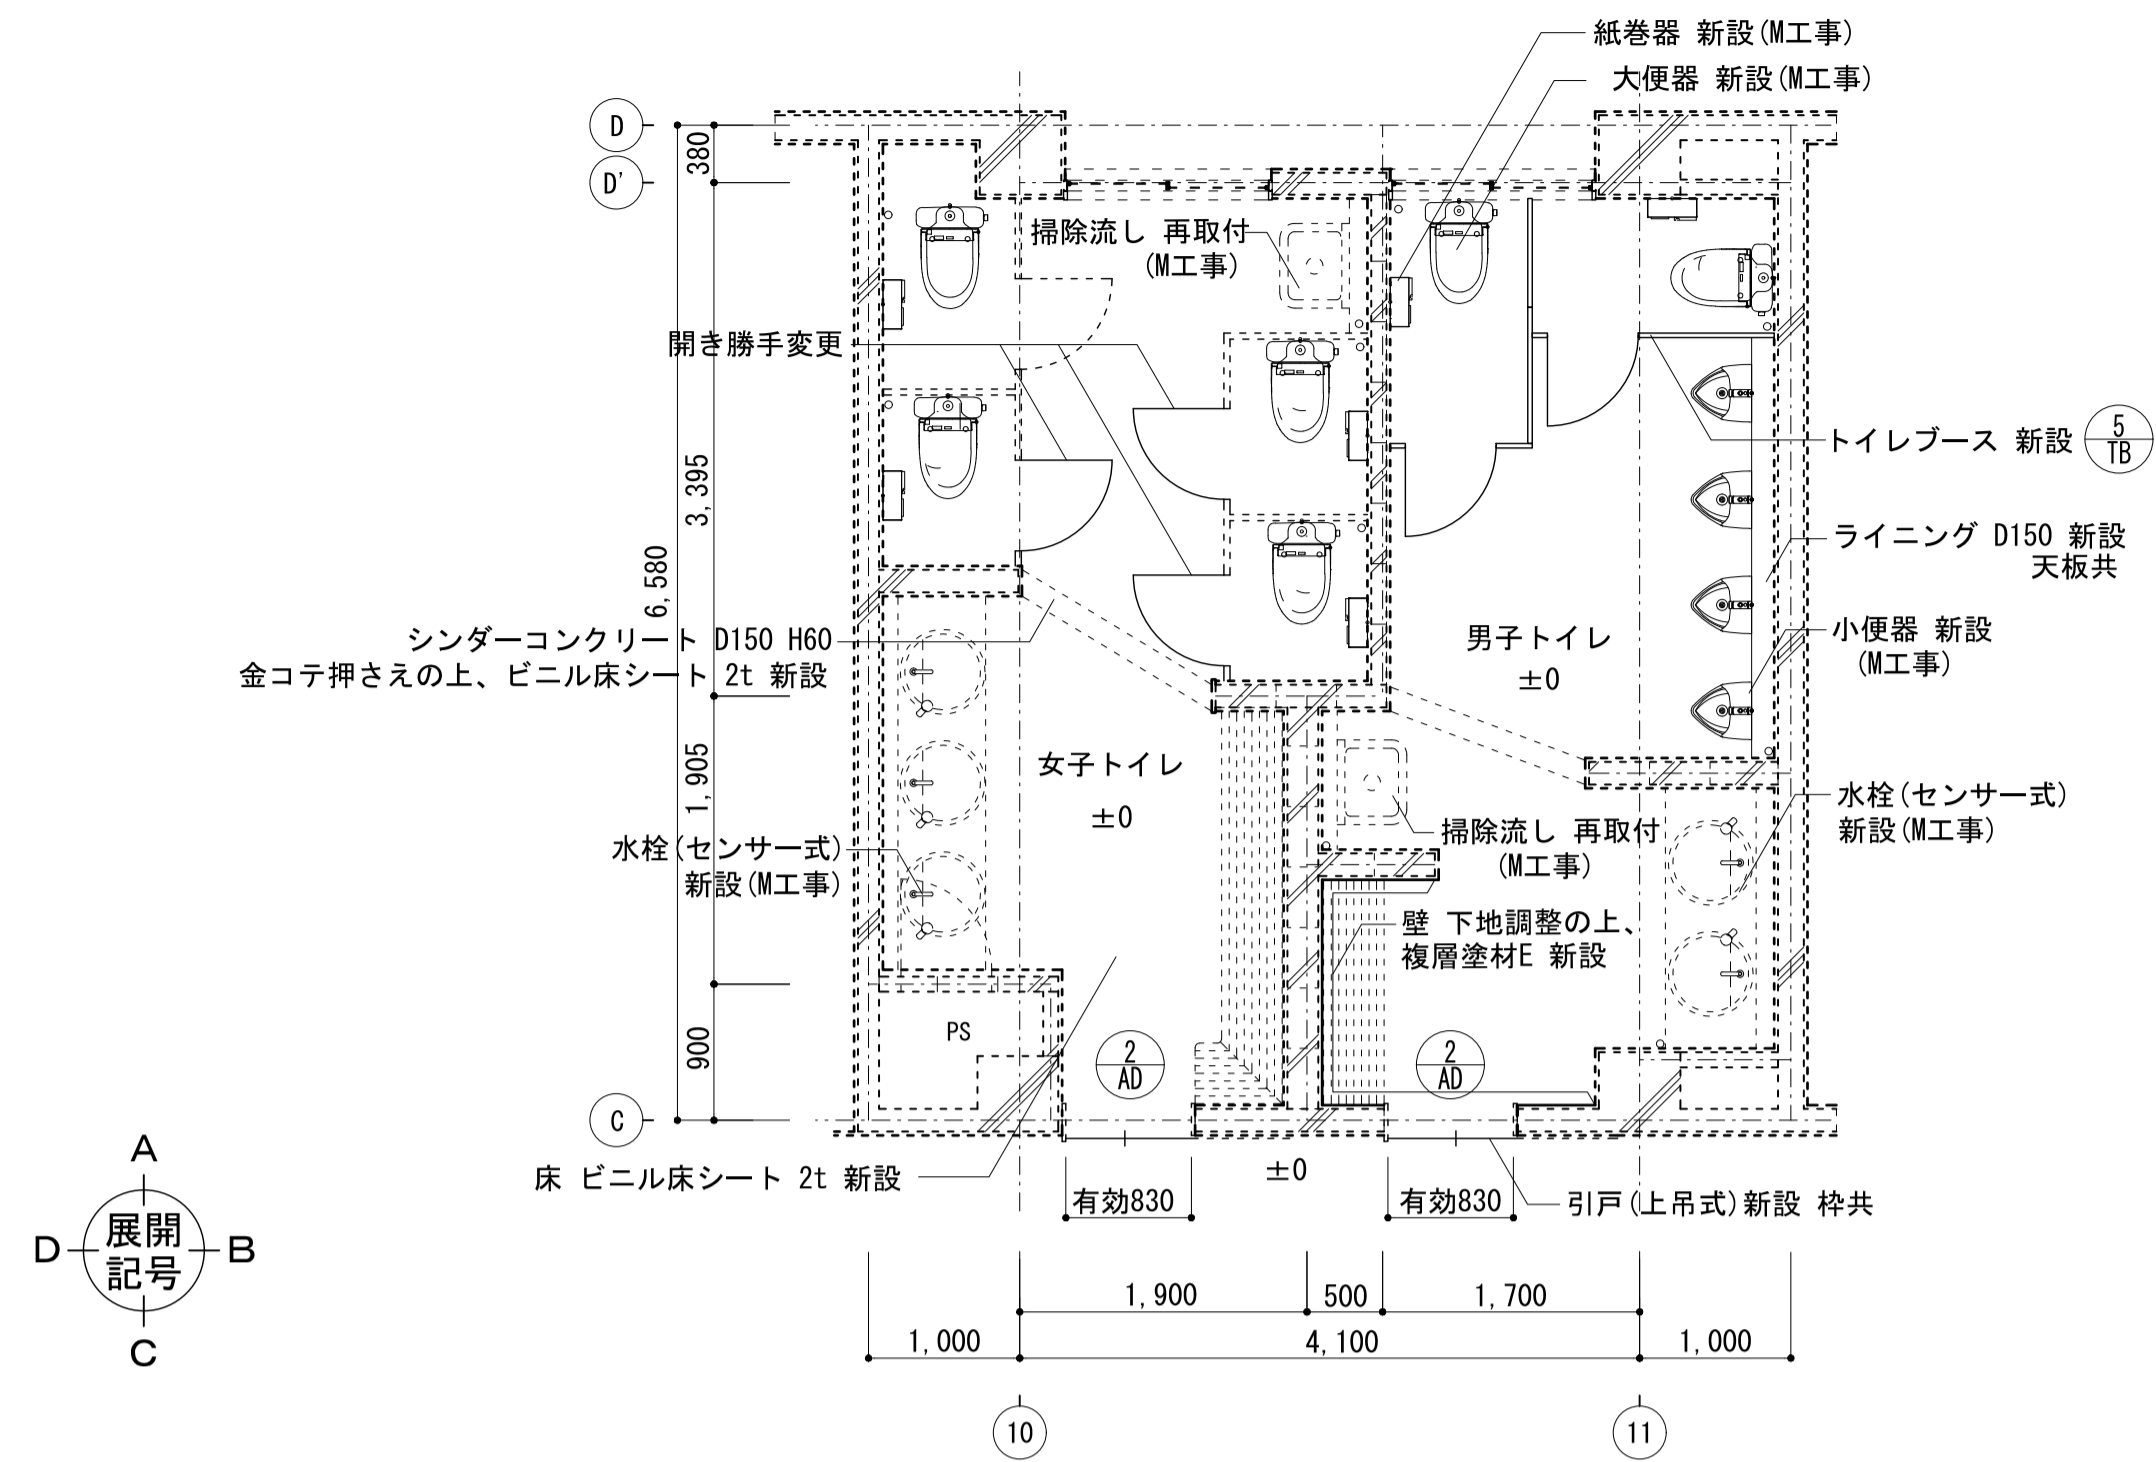 紙巻器 新設(M工事)
大便器 新設(M工事)
D
D'
380
3,395
6,580
1,905
900
掃除流し 再取付
(M工事)
開き勝手変更
トイレブース 新設
5
TB
ライニング D150 新設
天板共
小便器 新設
(M工事)
シンダーコンクリート D150 H60
金コテ押さえの上、ビニル床シート 2t 新設
男子トイレ
±0
女子トイレ
±0
水栓(センサー式)
新設(M工事)
水栓(センサー式)
新設(M工事)
掃除流し 再取付
(M工事)
壁 下地調整の上、
複層塗材E 新設
PS
2
AD
2
AD
C
床 ビニル床シート 2t 新設
±0
有効830
有効830
引戸(上吊式)新設 枠共
A
D
展開
記号
B
C
1,900
500
1,700
1,000
4,100
1,000
10
11